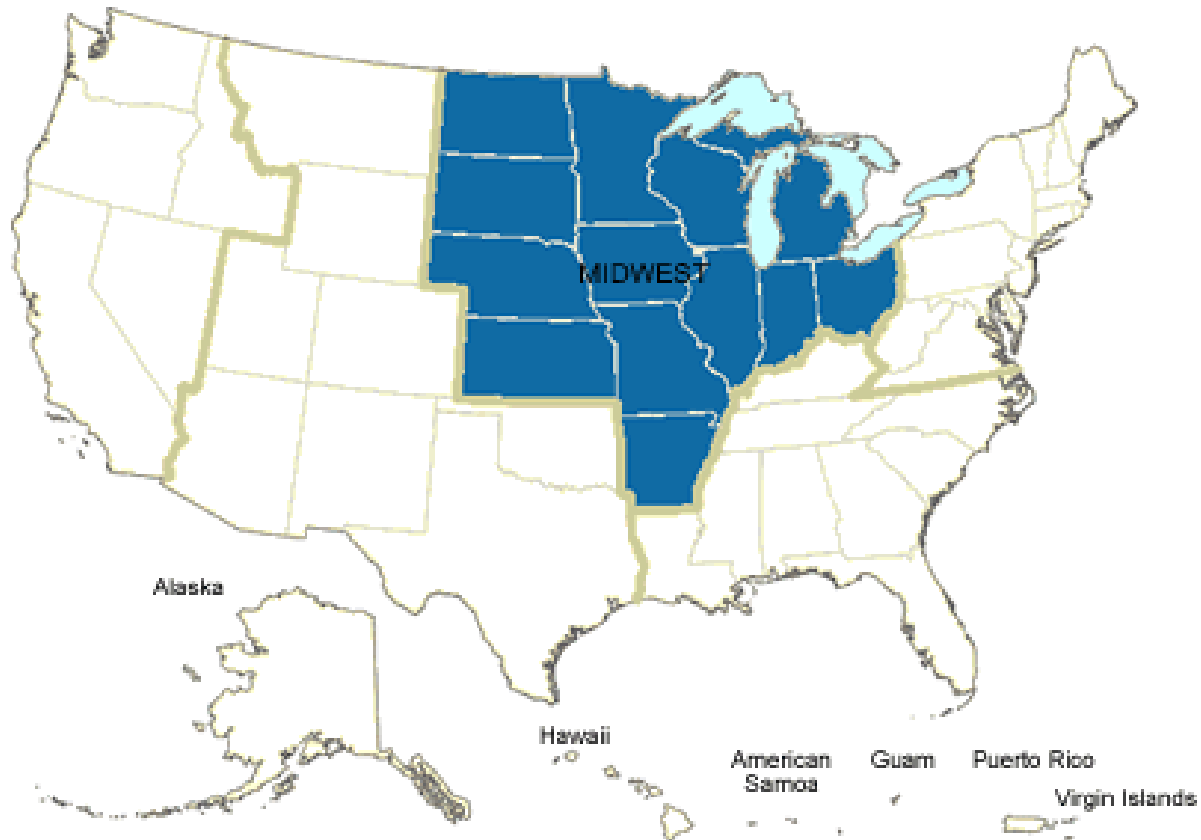 MIDWEST
Alaska
Hawaii
American
Samoa
Guam
Puerto Rico
Virgin Islands